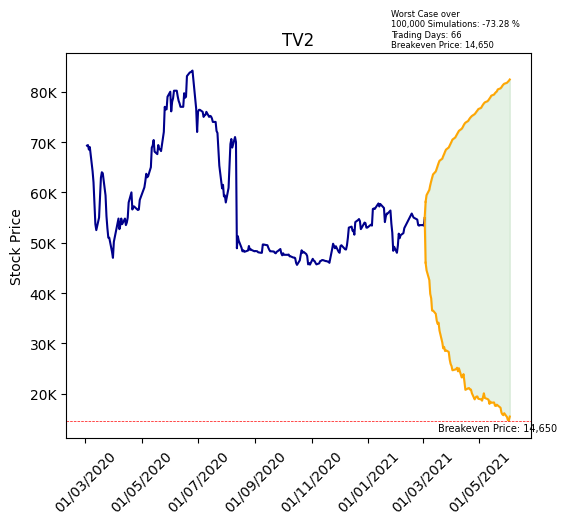 Worst Case over
100,000 Simulations: -73.28 %
Trading Days: 66
Breakeven Price: 14,650
TV2
Stock Price
80K
70K
60K
50K
40K
30K
20K
Breakeven Price: 14,650
01/03/2020
01/05/2020
01/07/2020
01/09/2020
01/11/2020
01/01/2021
01/03/2021
01/05/2021